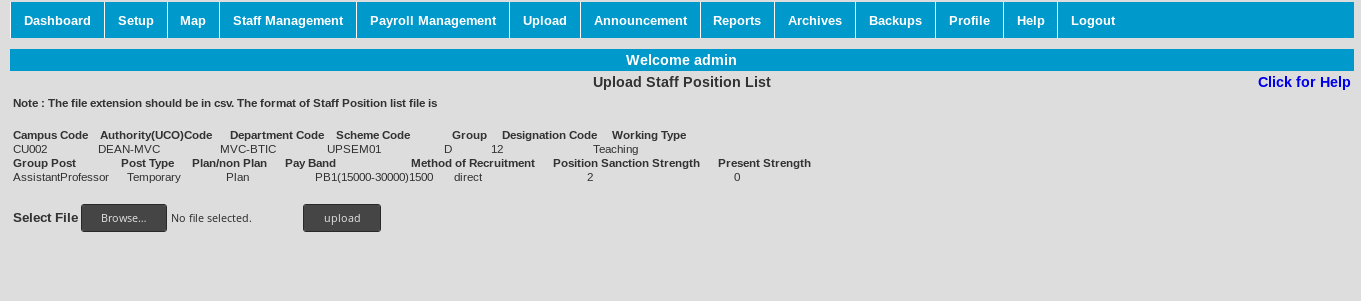 Dashboard Setup Map Staff Management Payroll Management Upload Announcement Reports Archives Backups Profile Help Logout
Welcome admin
Upload Staff Position List Click for Help
Note : The file extension should be in csv. The format of Staff Position list file is
Campus Code Authority(UCO)Code Department Code Scheme Code Group Designation Code Working Type
CU002 DEAN-MVC MVC-BTIC UPSEM01 D 12 Teaching
Group Post Post Type Plan/non Plan Pay Band Method of Recruitment Position Sanction Strength Present Strength
AssistantProfessor Temporary Plan PB1(15000-30000)1500 direct 2 0
Select File Browse... No file selected. upload